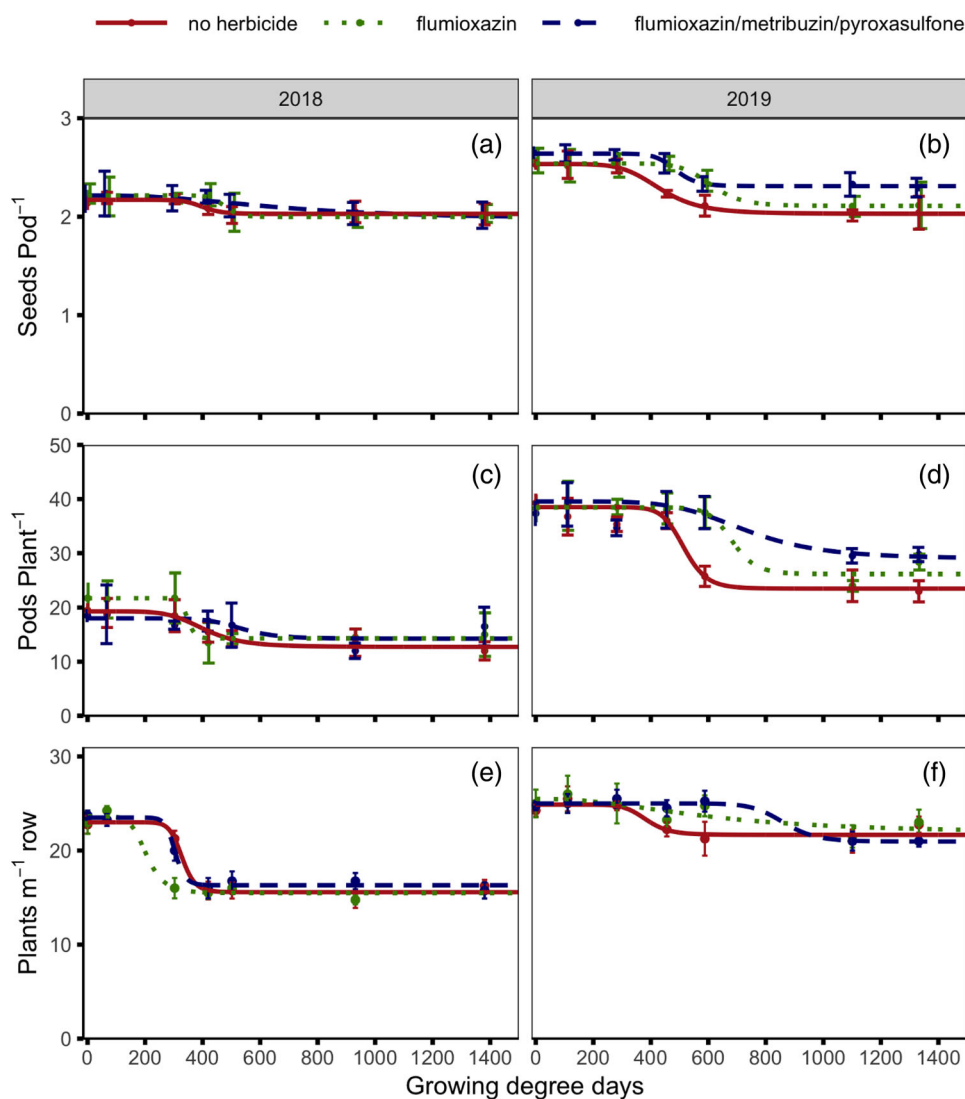 no herbicide flumioxazin flumioxazin/metribuzin/pyroxasulfone
2018 2019
Seeds Pod⁻¹
3
2
1
0
(a) (b)
Pods Plant⁻¹
50
40
30
20
10
0
(c) (d)
Plants m⁻¹ row
30
20
10
0
(e) (f)
0 200 400 600 800 1000 1200 1400 0 200 400 600 800 1000 1200 1400
Growing degree days